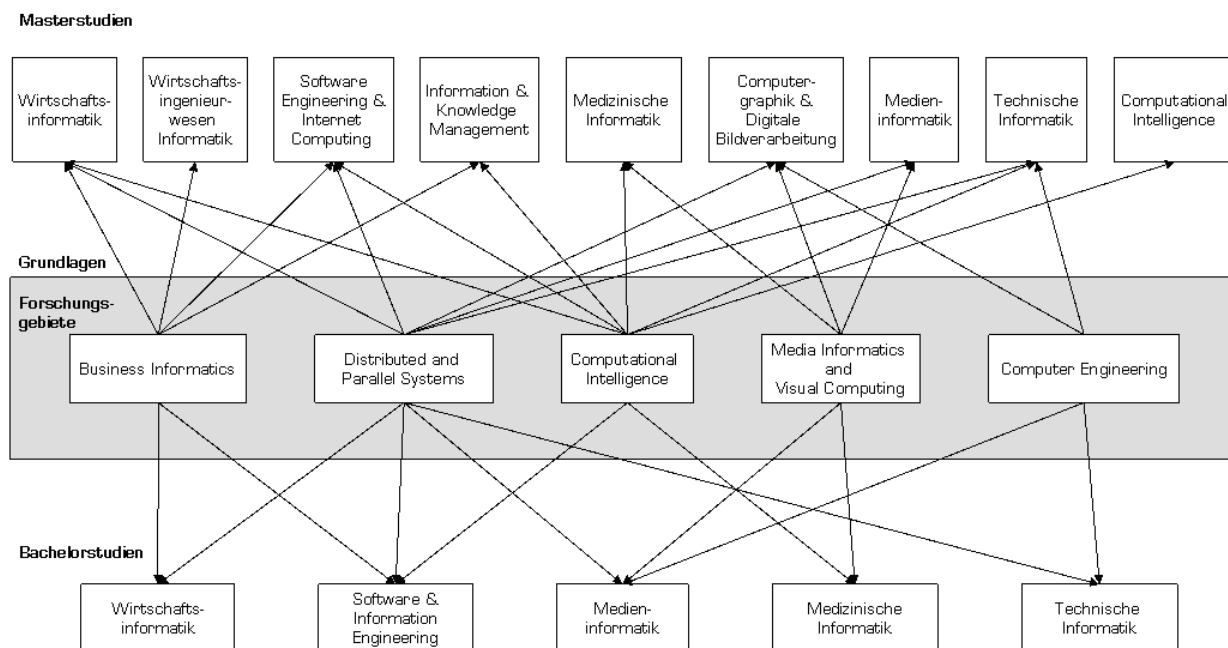 Masterstudien
Wirtschafts-
informatik
Wirtschafts-
ingenieur-
wesen
Informatik
Software
Engineering &
Internet
Computing
Information &
Knowledge
Management
Medizinische
Informatik
Computer-
graphik &
Digitale
Bildverarbeitung
Medien-
informatik
Technische
Informatik
Computational
Intelligence
Grundlagen
Forschungs-
gebiete
Business Informatics
Distributed and
Parallel Systems
Computational
Intelligence
Media Informatics
and
Visual Computing
Computer Engineering
Bachelorstudien
Wirtschafts-
informatik
Software &
Information
Engineering
Medien-
informatik
Medizinische
Informatik
Technische
Informatik